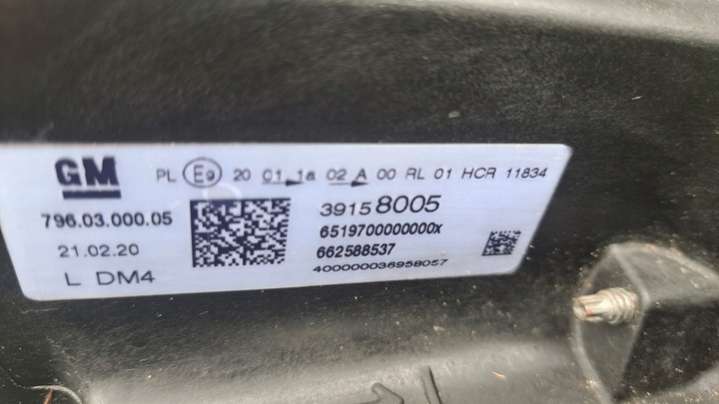 GM
PL E9 20 01 1a 02 A 00 RL 01 HCR 11834
796.03.000.05
39158005
6519700000000x
21.02.20
662588537
L DM4
400000036958057